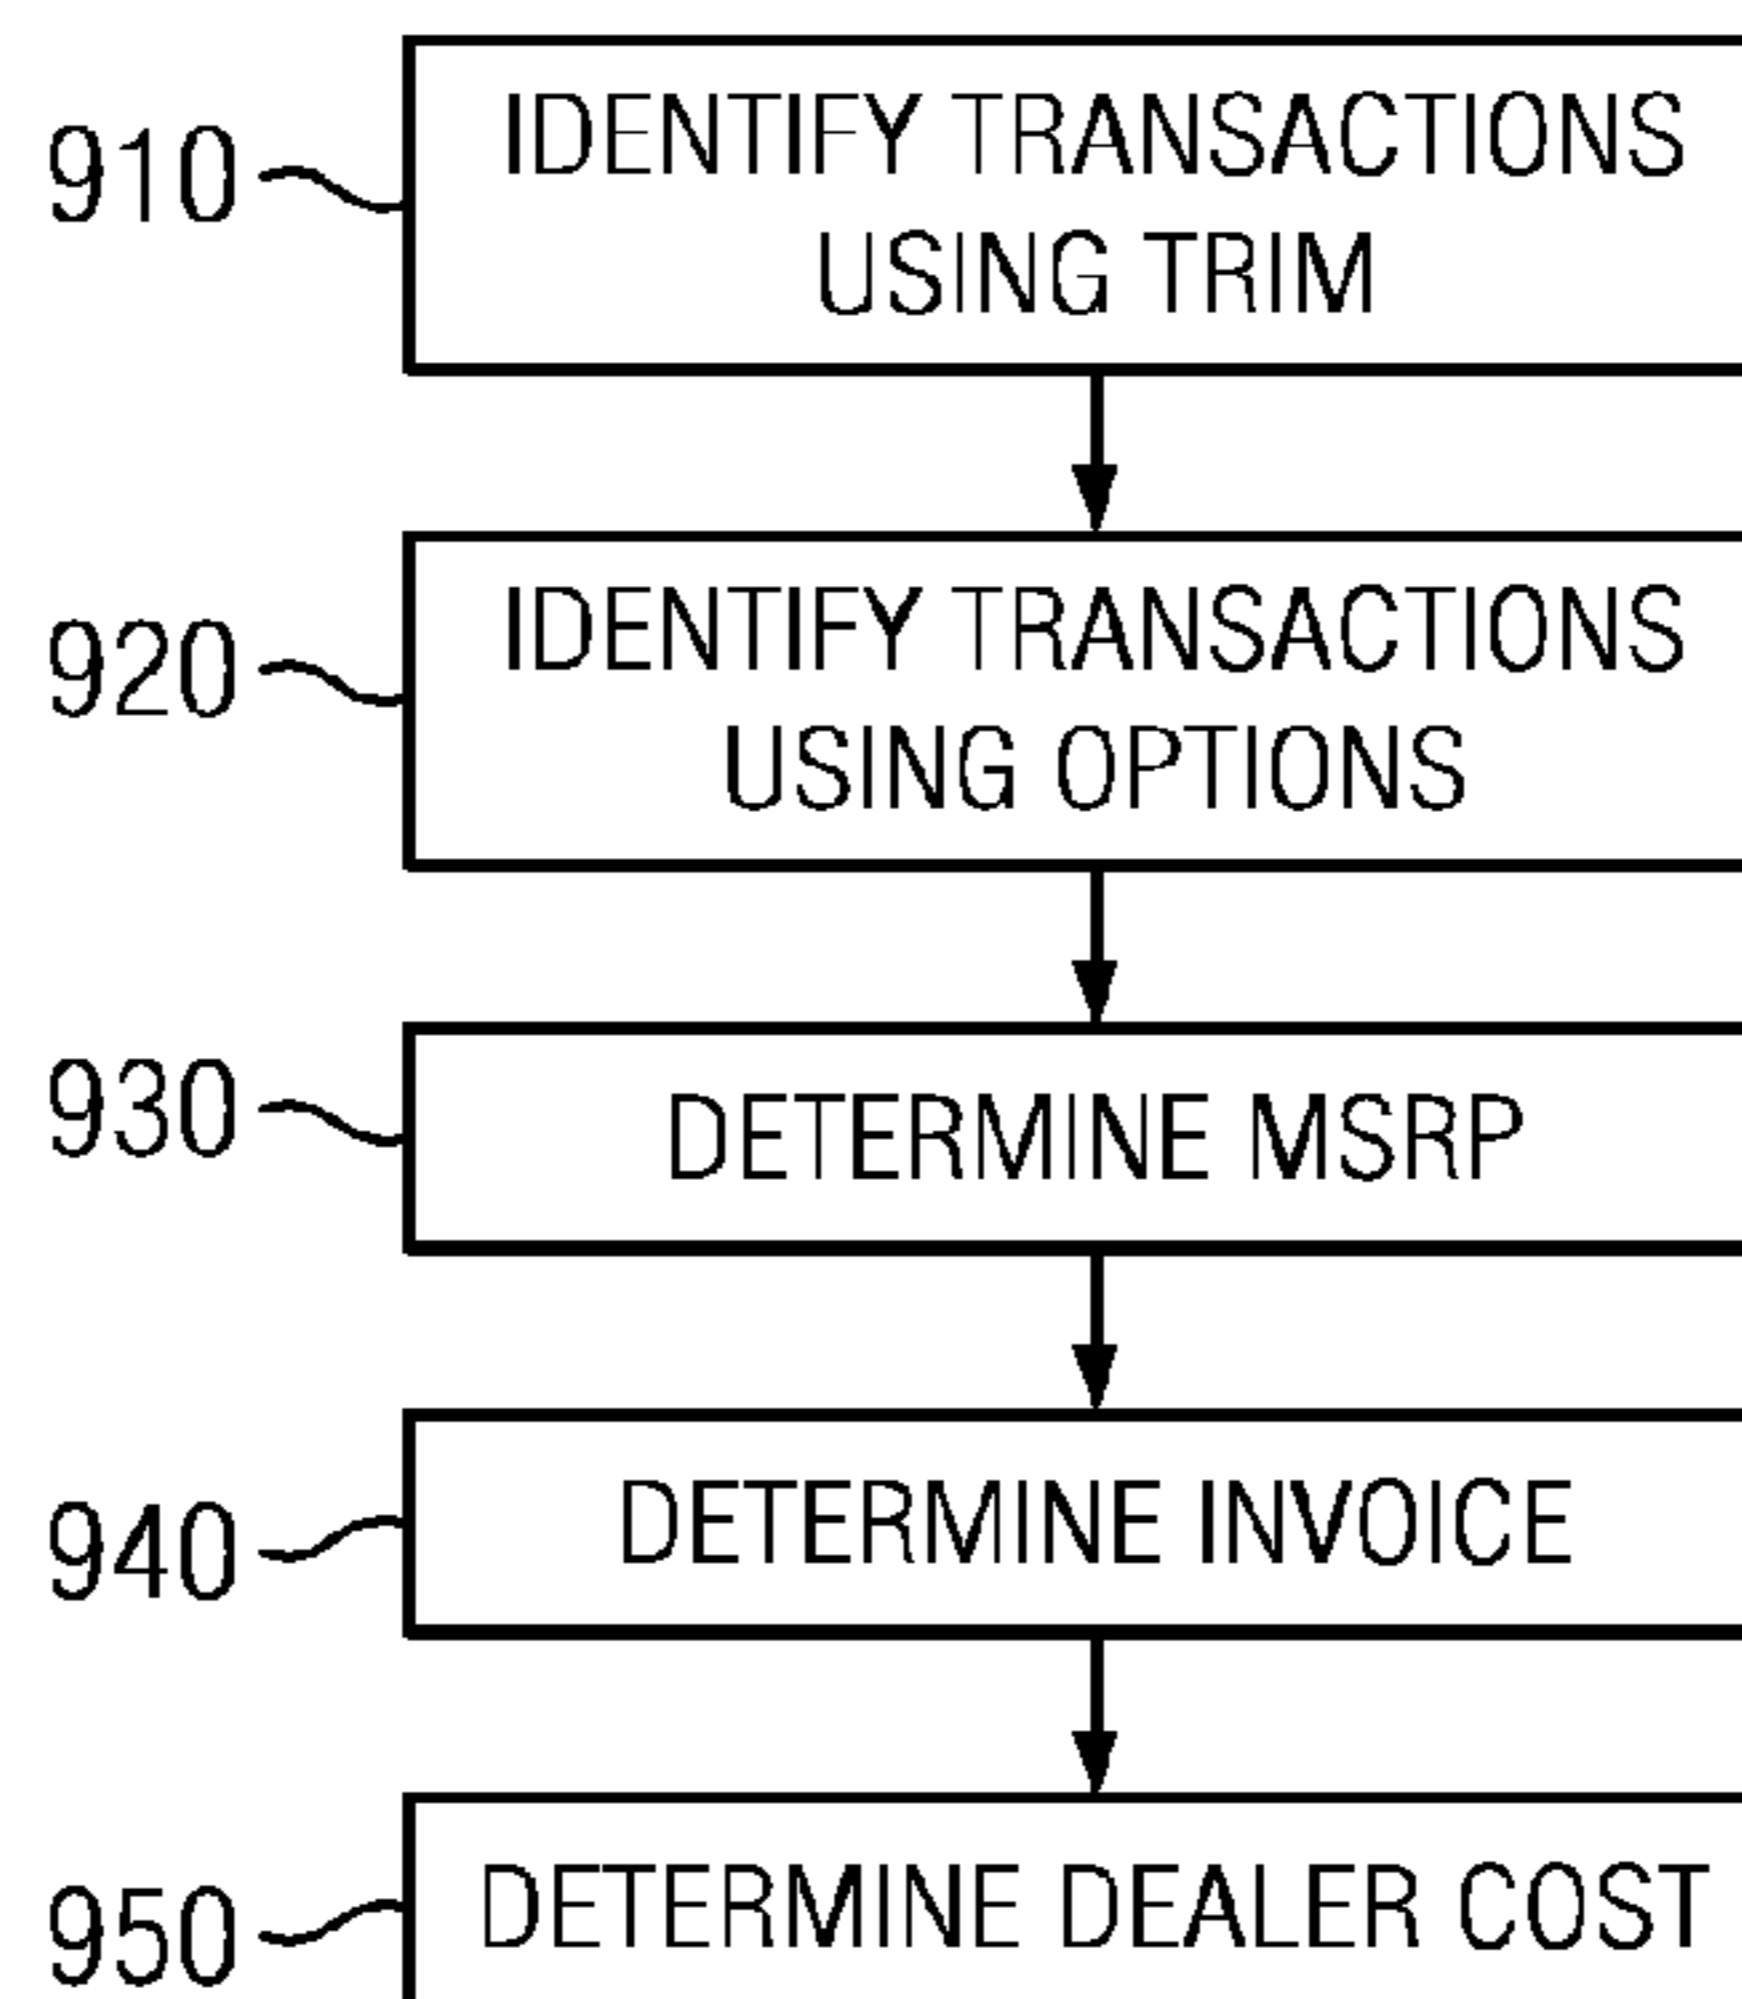 910
IDENTIFY TRANSACTIONS
USING TRIM
920
IDENTIFY TRANSACTIONS
USING OPTIONS
930
DETERMINE MSRP
940
DETERMINE INVOICE
950
DETERMINE DEALER COST